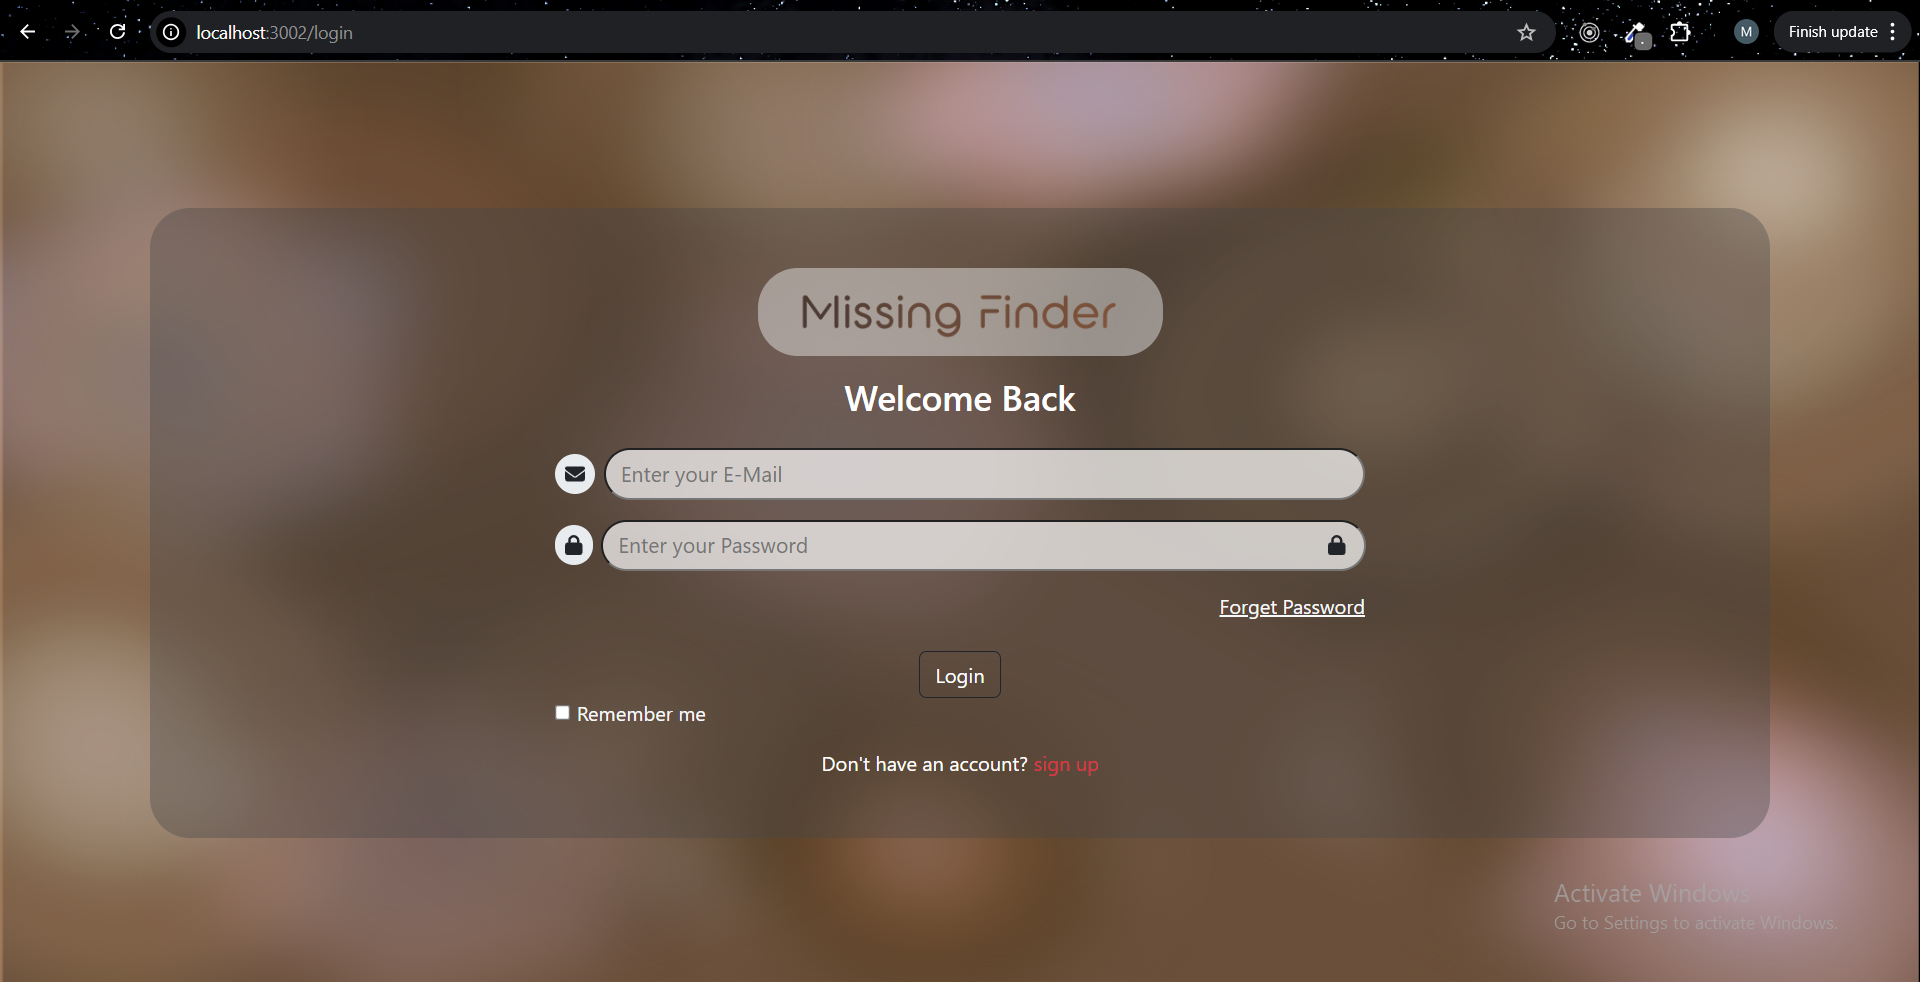 localhost:3002/login
M
Finish update
Missing Finder
Welcome Back
Enter your E-Mail
Enter your Password
Forget Password
Login
Remember me
Don't have an account? sign up
Activate Windows
Go to Settings to activate Windows.